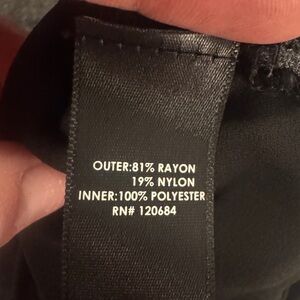 OUTER:81% RAYON
19% NYLON
INNER:100% POLYESTER
RN# 120684